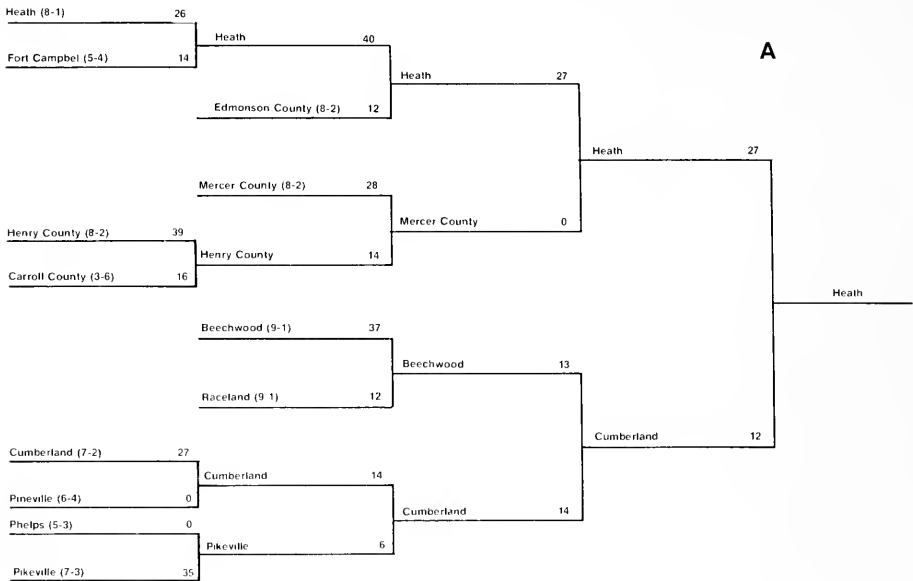 Heath (8-1) 26
Heath 40
A
Fort Campbel (5-4) 14
Heath 27
Edmonson County (8-2) 12
Heath 27
Mercer County (8-2) 28
Mercer County 0
Henry County (8-2) 39
Henry County 14
Carroll County (3-6) 16
Heath
Beechwood (9-1) 37
Beechwood 13
Raceland (9 1) 12
Cumberland 12
Cumberland (7-2) 27
Cumberland 14
Pineville (6-4) 0
Cumberland 14
Phelps (5-3) 0
Pikeville 6
Pikeville (7-3) 35